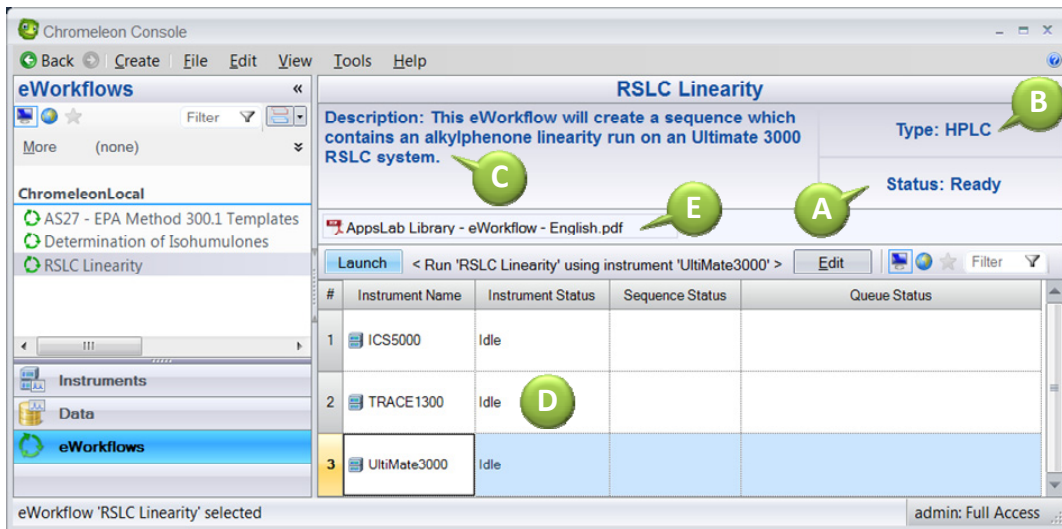 Chromeleon Console
Back Create File Edit View Tools Help
eWorkflows «
Filter
More (none)
ChromeleonLocal
AS27 - EPA Method 300.1 Templates
Determination of Isohumulones
RSLC Linearity
Instruments
Data
eWorkflows
RSLC Linearity
Description: This eWorkflow will create a sequence which
contains an alkylphenone linearity run on an Ultimate 3000
RSLC system.
C
Type: HPLC
B
Status: Ready
A
AppsLab Library - eWorkflow - English.pdf
E
Launch < Run 'RSLC Linearity' using instrument 'UltiMate3000' > Edit Filter
# Instrument Name Instrument Status Sequence Status Queue Status
1 ICS5000 Idle
2 TRACE1300 Idle
D
3 UltiMate3000 Idle
eWorkflow 'RSLC Linearity' selected
admin: Full Access